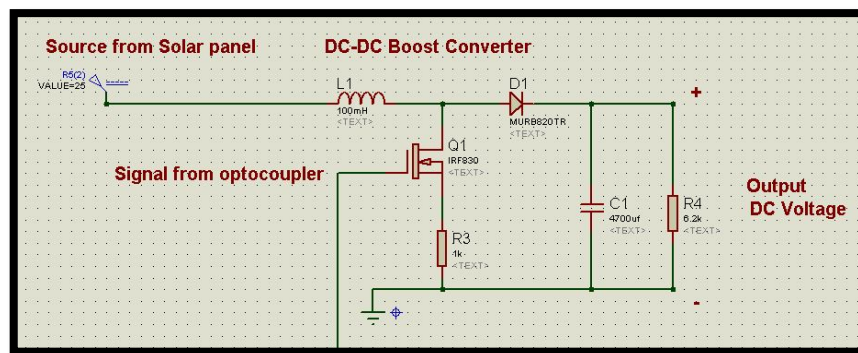 Source from Solar panel
DC-DC Boost Converter
R5(2)
VALUE=25
L1
100mH
<TEXT>
D1
MURB820TR
<TEXT>
Q1
IRF830
<TEXT>
Signal from optocoupler
+
C1
4700uf
<TEXT>
R4
6.2k
<TEXT>
Output
DC Voltage
R3
1k
<TEXT>
-